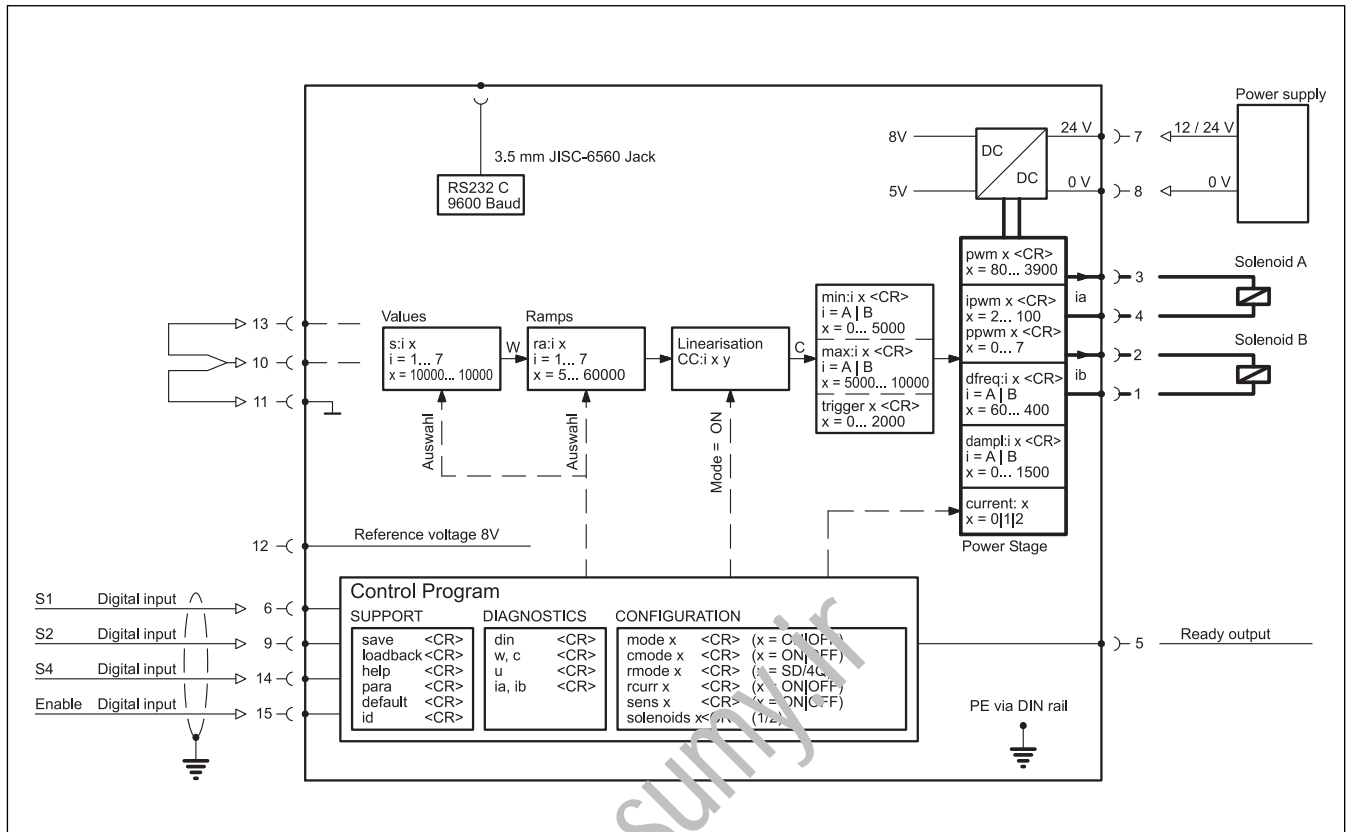 Power supply
12 / 24 V
0 V
7
8
24 V
0 V
8V
5V
DC
DC
3.5 mm JISC-6560 Jack
RS232 C
9600 Baud
pwm x <CR>
x = 80... 3900
ipwm x <CR>
x = 2... 100
ppwm x <CR>
x = 0... 7
dfreq:i x <CR>
i = A | B
x = 60... 400
dampl:i x <CR>
i = A | B
x = 0... 1500
current: x
x = 0|1|2
Power Stage
ia
ib
3
4
2
1
Solenoid A
Solenoid B
13
10
11
Values
s:i x
i = 1... 7
x = 10000... 10000
W
Ramps
ra:i x
i = 1... 7
x = 5... 60000
Linearisation
CC:i x y
C
min:i x <CR>
i = A | B
x = 0... 5000
max:i x <CR>
i = A | B
x = 5000... 10000
trigger x <CR>
x = 0... 2000
Auswahl
Auswahl
Mode = ON
12
Reference voltage 8V
S1 Digital input 6
S2 Digital input 9
S4 Digital input 14
Enable Digital input 15
Control Program
SUPPORT
save <CR>
loadback <CR>
help <CR>
para <CR>
default <CR>
id <CR>
DIAGNOSTICS
din <CR>
w, c <CR>
u <CR>
ia, ib <CR>
CONFIGURATION
mode x <CR> (x = ON|OFF)
cmode x <CR> (x = ON|OFF)
rmode x <CR> (x = SD/4Q)
rcurr x <CR> (x = ON|OFF)
sens x <CR> (x = ON|OFF)
solenoids x <CR (1/2)
5
Ready output
PE via DIN rail
sumy.ir